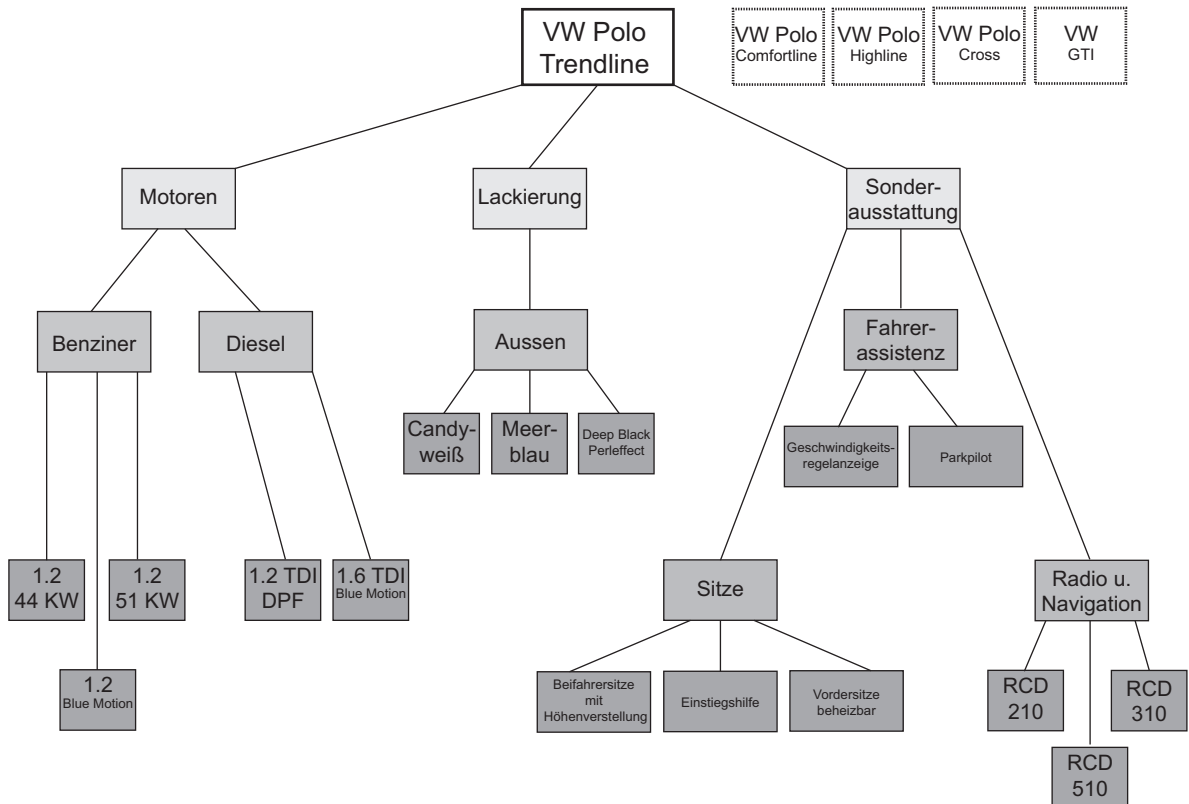 VW Polo
Trendline
VW Polo
Comfortline
VW Polo
Highline
VW Polo
Cross
VW
GTI
Motoren
Lackierung
Sonder-
ausstattung
Benziner
Diesel
Aussen
Fahrer-
assistenz
Candy-
weiß
Meer-
blau
Deep Black
Perleffect
Geschwindigkeits-
regelanzeige
Parkpilot
1.2
44 KW
1.2
51 KW
1.2 TDI
DPF
1.6 TDI
Blue Motion
Sitze
Radio u.
Navigation
1.2
Blue Motion
Beifahrersitze
mit
Höhenverstellung
Einstiegshilfe
Vordersitze
beheizbar
RCD
210
RCD
310
RCD
510